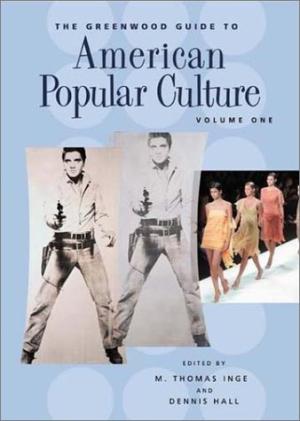 THE GREENWOOD GUIDE TO
American
Popular Culture
VOLUME ONE
EDITED BY
M. THOMAS INGE
AND
DENNIS HALL